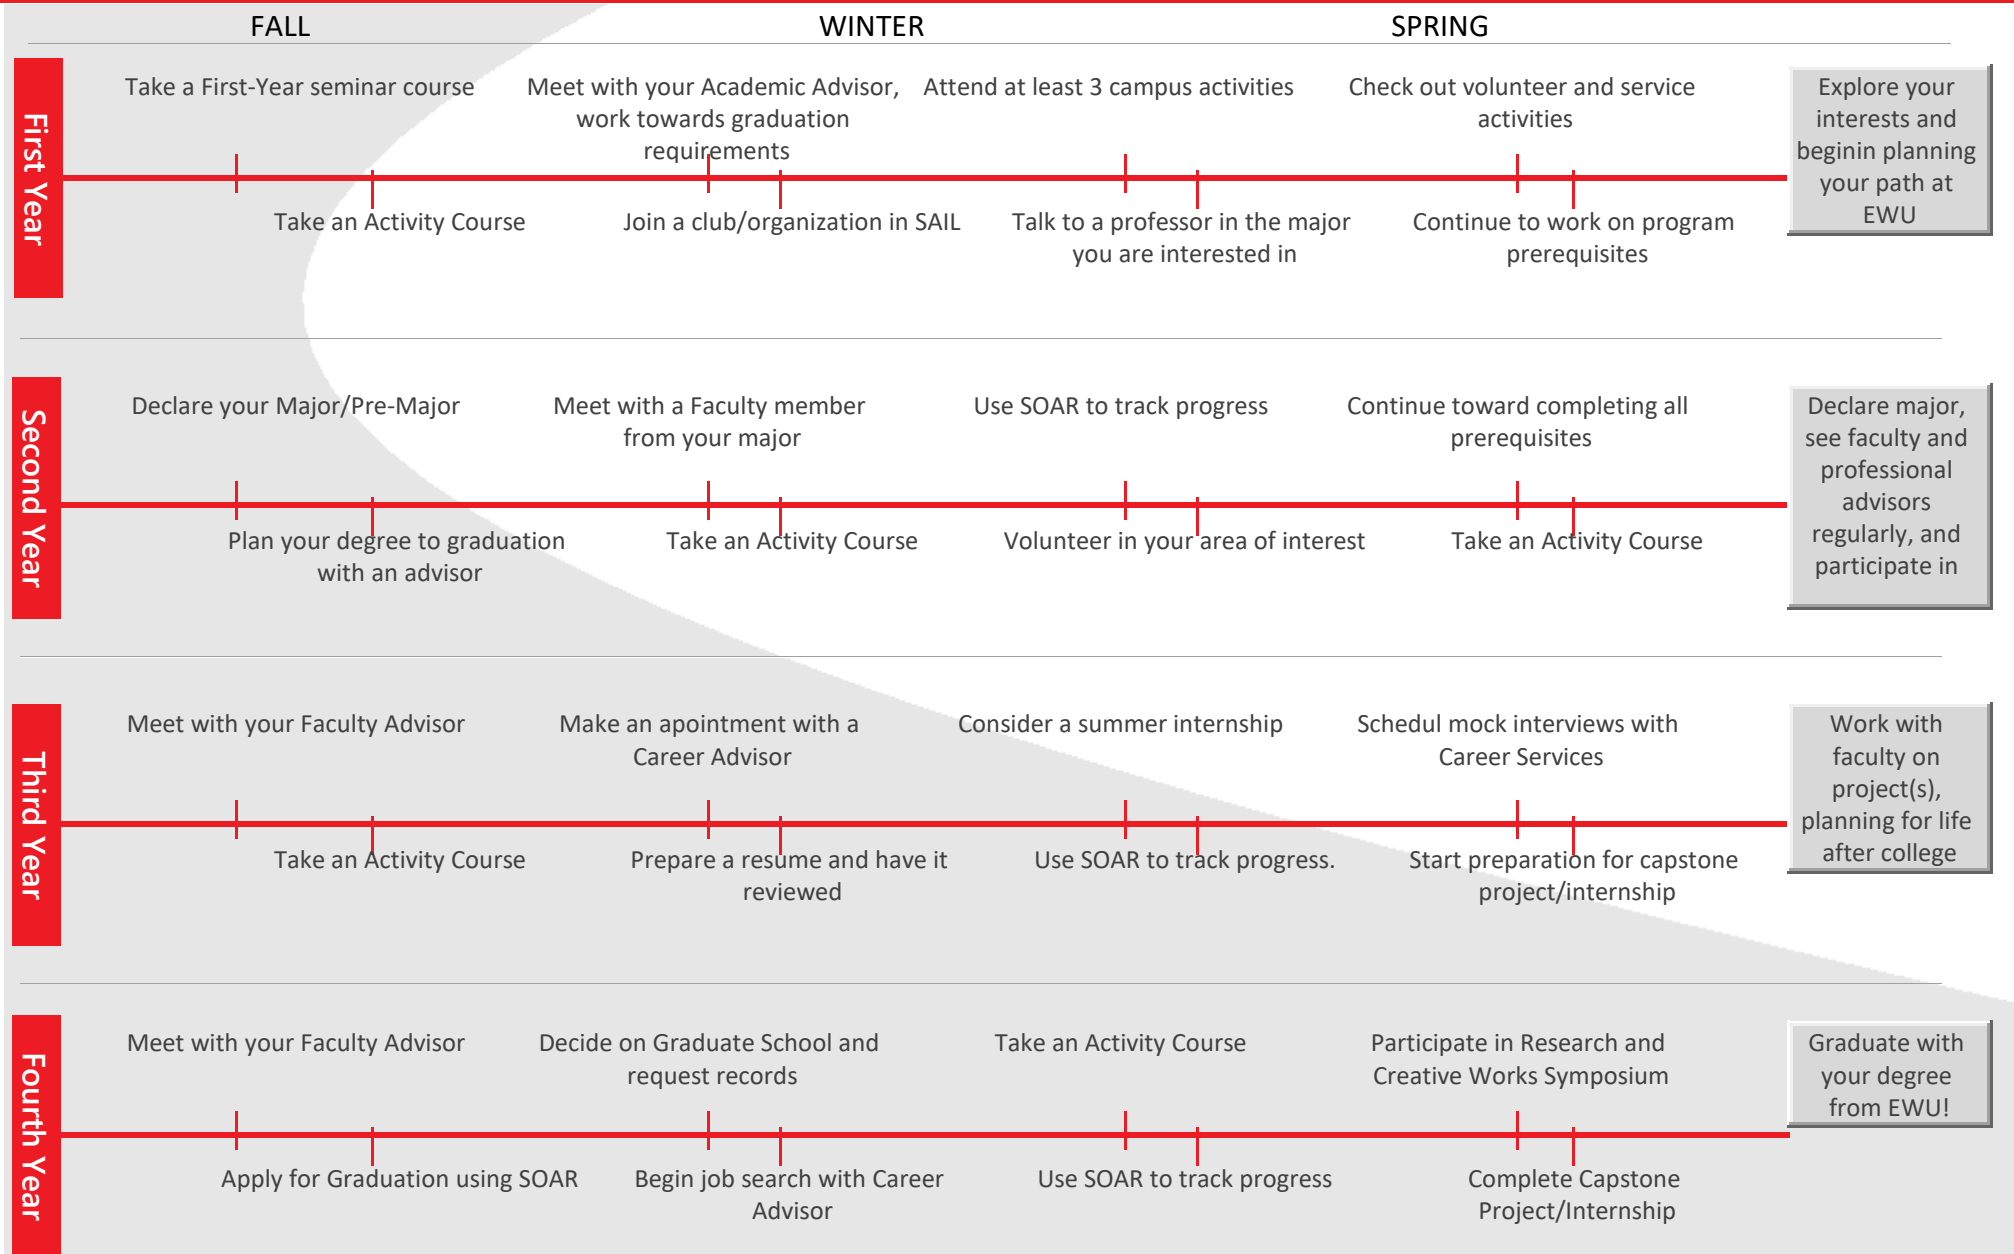 FALL
WINTER
SPRING
First Year
Take a First-Year seminar course
Meet with your Academic Advisor,
work towards graduation
requirements
Attend at least 3 campus activities
Check out volunteer and service
activities
Take an Activity Course
Join a club/organization in SAIL
Talk to a professor in the major
you are interested in
Continue to work on program
prerequisites
Explore your
interests and
beginin planning
your path at
EWU
Second Year
Declare your Major/Pre-Major
Meet with a Faculty member
from your major
Use SOAR to track progress
Continue toward completing all
prerequisites
Plan your degree to graduation
with an advisor
Take an Activity Course
Volunteer in your area of interest
Take an Activity Course
Declare major,
see faculty and
professional
advisors
regularly, and
participate in
Third Year
Meet with your Faculty Advisor
Make an apointment with a
Career Advisor
Consider a summer internship
Schedul mock interviews with
Career Services
Take an Activity Course
Prepare a resume and have it
reviewed
Use SOAR to track progress.
Start preparation for capstone
project/internship
Work with
faculty on
project(s),
planning for life
after college
Fourth Year
Meet with your Faculty Advisor
Decide on Graduate School and
request records
Take an Activity Course
Participate in Research and
Creative Works Symposium
Apply for Graduation using SOAR
Begin job search with Career
Advisor
Use SOAR to track progress
Complete Capstone
Project/Internship
Graduate with
your degree
from EWU!